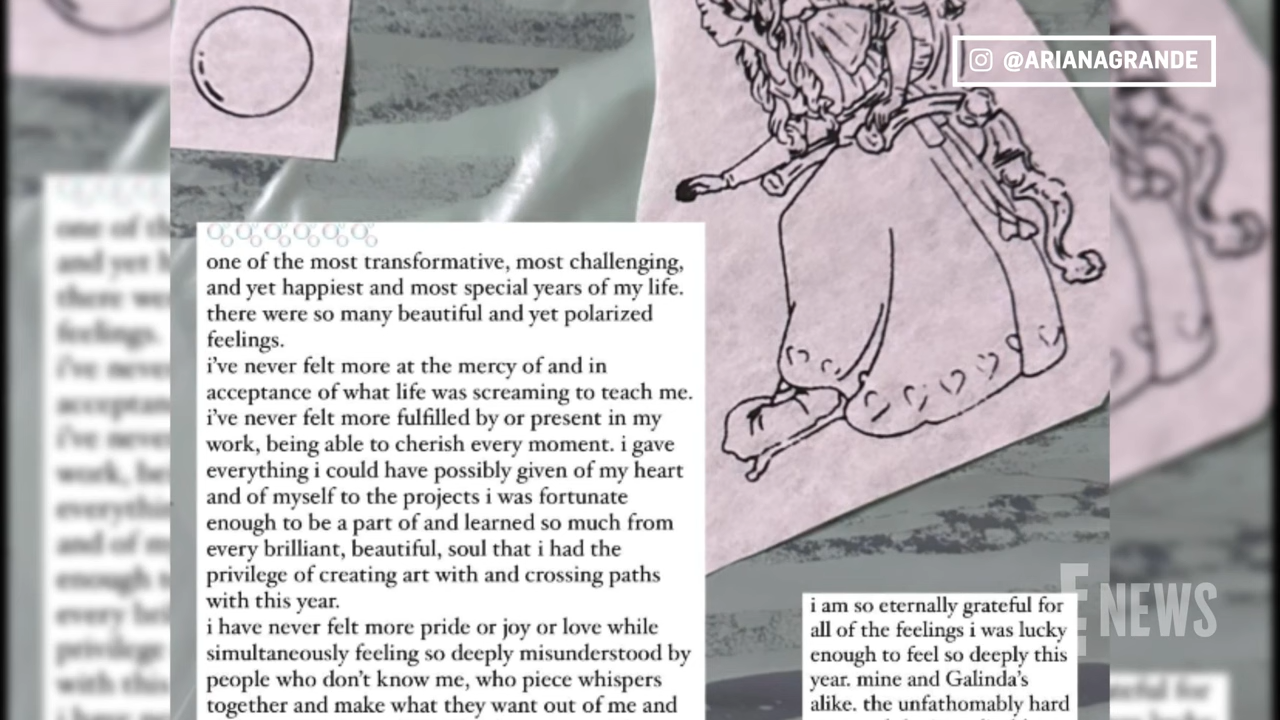 @ARIANAGRANDE
one of the most transformative, most challenging,
and yet happiest and most special years of my life.
there were so many beautiful and yet polarized
feelings.
i've never felt more at the mercy of and in
acceptance of what life was screaming to teach me.
i've never felt more fulfilled by or present in my
work, being able to cherish every moment. i gave
everything i could have possibly given of my heart
and of myself to the projects i was fortunate
enough to be a part of and learned so much from
every brilliant, beautiful, soul that i had the
privilege of creating art with and crossing paths
with this year.
i have never felt more pride or joy or love while
simultaneously feeling so deeply misunderstood by
people who don't know me, who piece whispers
together and make what they want out of me and
i am so eternally grateful for
all of the feelings i was lucky
enough to feel so deeply this
year. mine and Galinda's
alike. the unfathomably hard
E NEWS